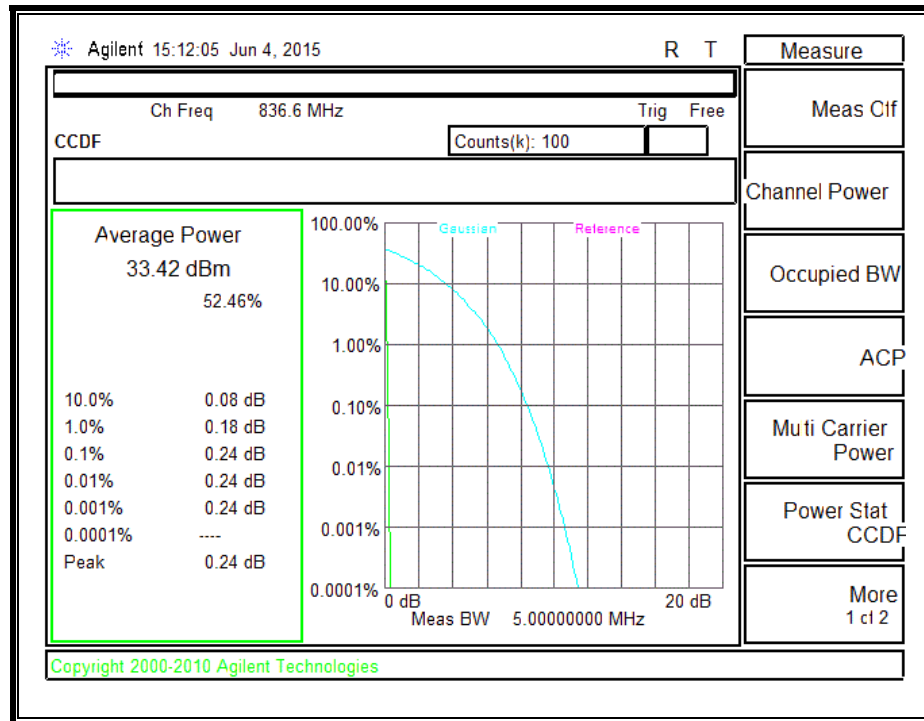 Agilent 15:12:05 Jun 4, 2015 R T
Ch Freq 836.6 MHz Trig Free
CCDF Counts(k): 100
Average Power
33.42 dBm
52.46%
10.0% 0.08 dB
1.0% 0.18 dB
0.1% 0.24 dB
0.01% 0.24 dB
0.001% 0.24 dB
0.0001% ----
Peak 0.24 dB
Gaussian Reference
100.00%
10.00%
1.00%
0.10%
0.01%
0.001%
0.0001%
0 dB 20 dB
Meas BW 5.00000000 MHz
Measure
Meas Off
Channel Power
Occupied BW
ACP
Multi Carrier
Power
Power Stat
CCDF
More
1 of 2
Copyright 2000-2010 Agilent Technologies